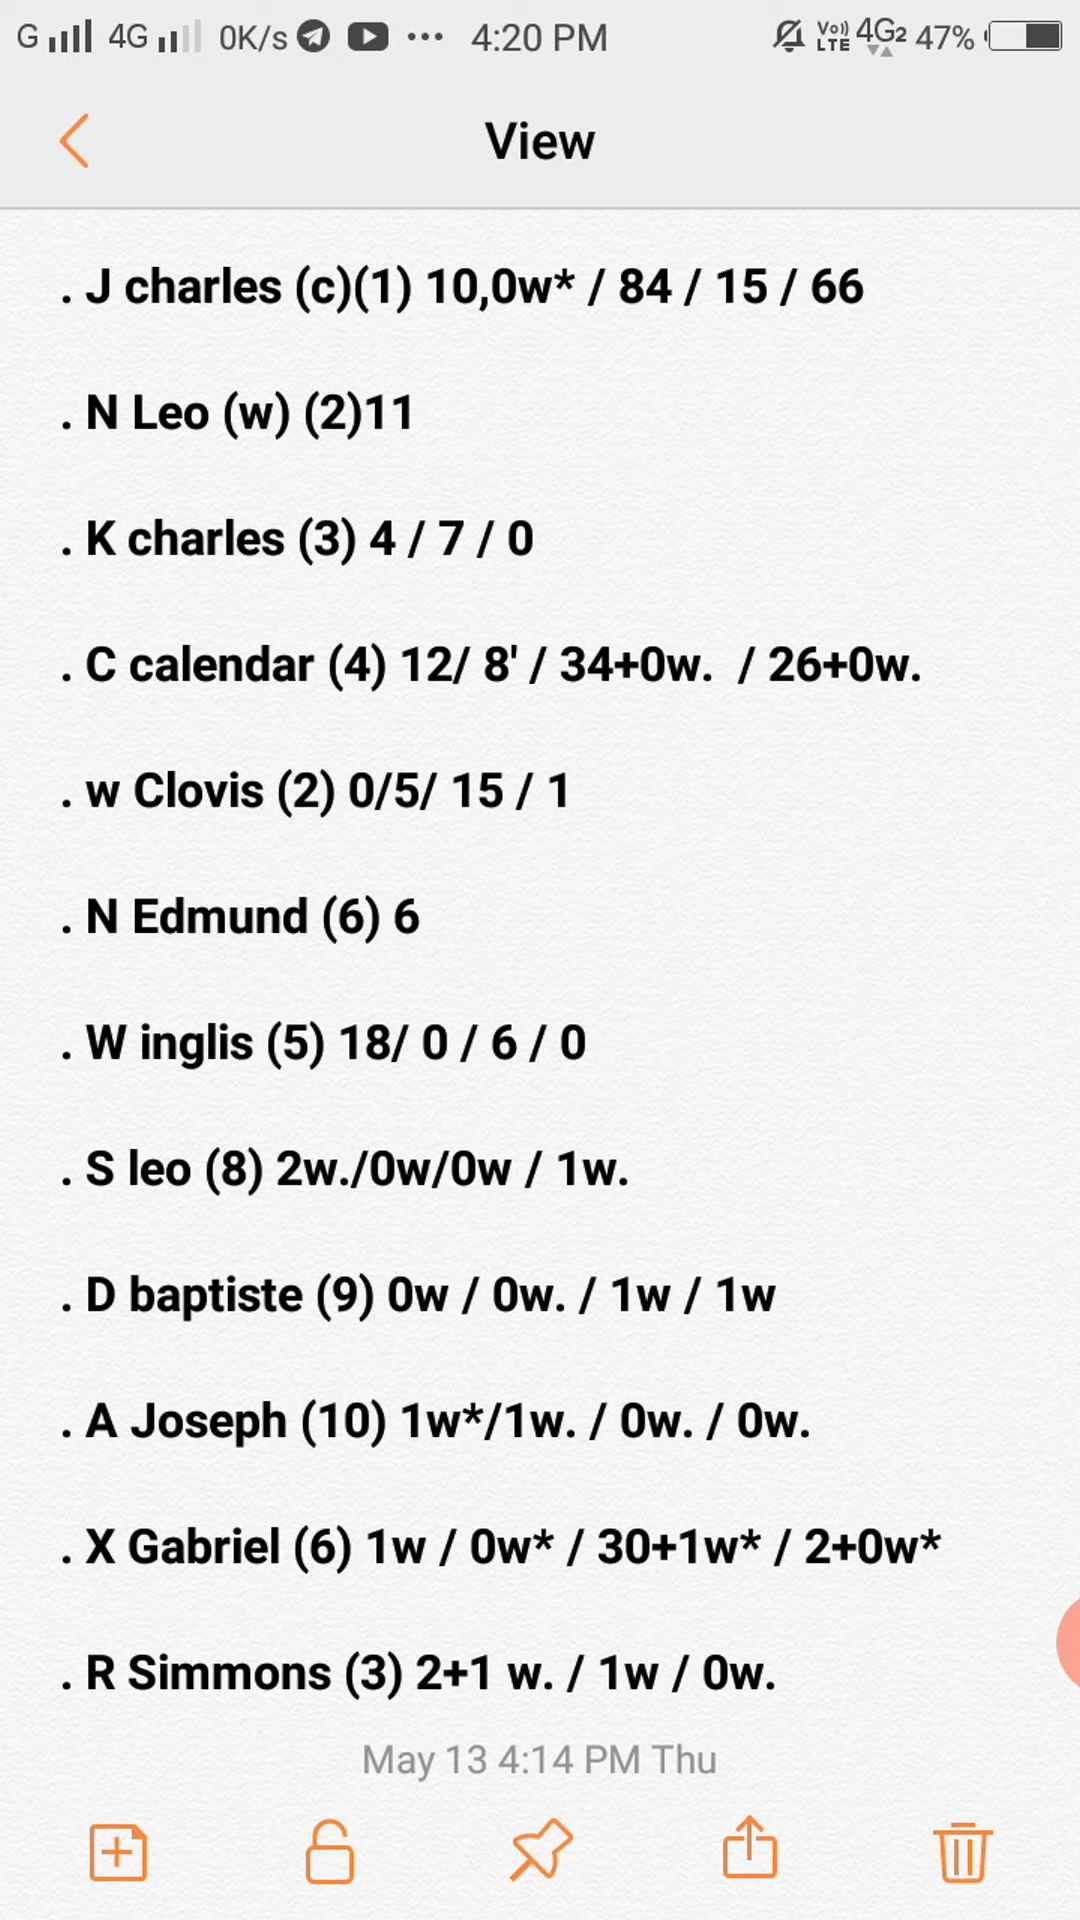 G 4G 0K/s ... 4:20 PM Vo)) LTE 4G2 47%
View
. J charles (c)(1) 10,0w* / 84 / 15 / 66
. N Leo (w) (2)11
. K charles (3) 4 / 7 / 0
. C calendar (4) 12/ 8' / 34+0w.  / 26+0w.
. w Clovis (2) 0/5/ 15 / 1
. N Edmund (6) 6
. W inglis (5) 18/ 0 / 6 / 0
. S leo (8) 2w./0w/0w / 1w.
. D baptiste (9) 0w / 0w. / 1w / 1w
. A Joseph (10) 1w*/1w. / 0w. / 0w.
. X Gabriel (6) 1w / 0w* / 30+1w* / 2+0w*
. R Simmons (3) 2+1 w. / 1w / 0w.
May 13 4:14 PM Thu